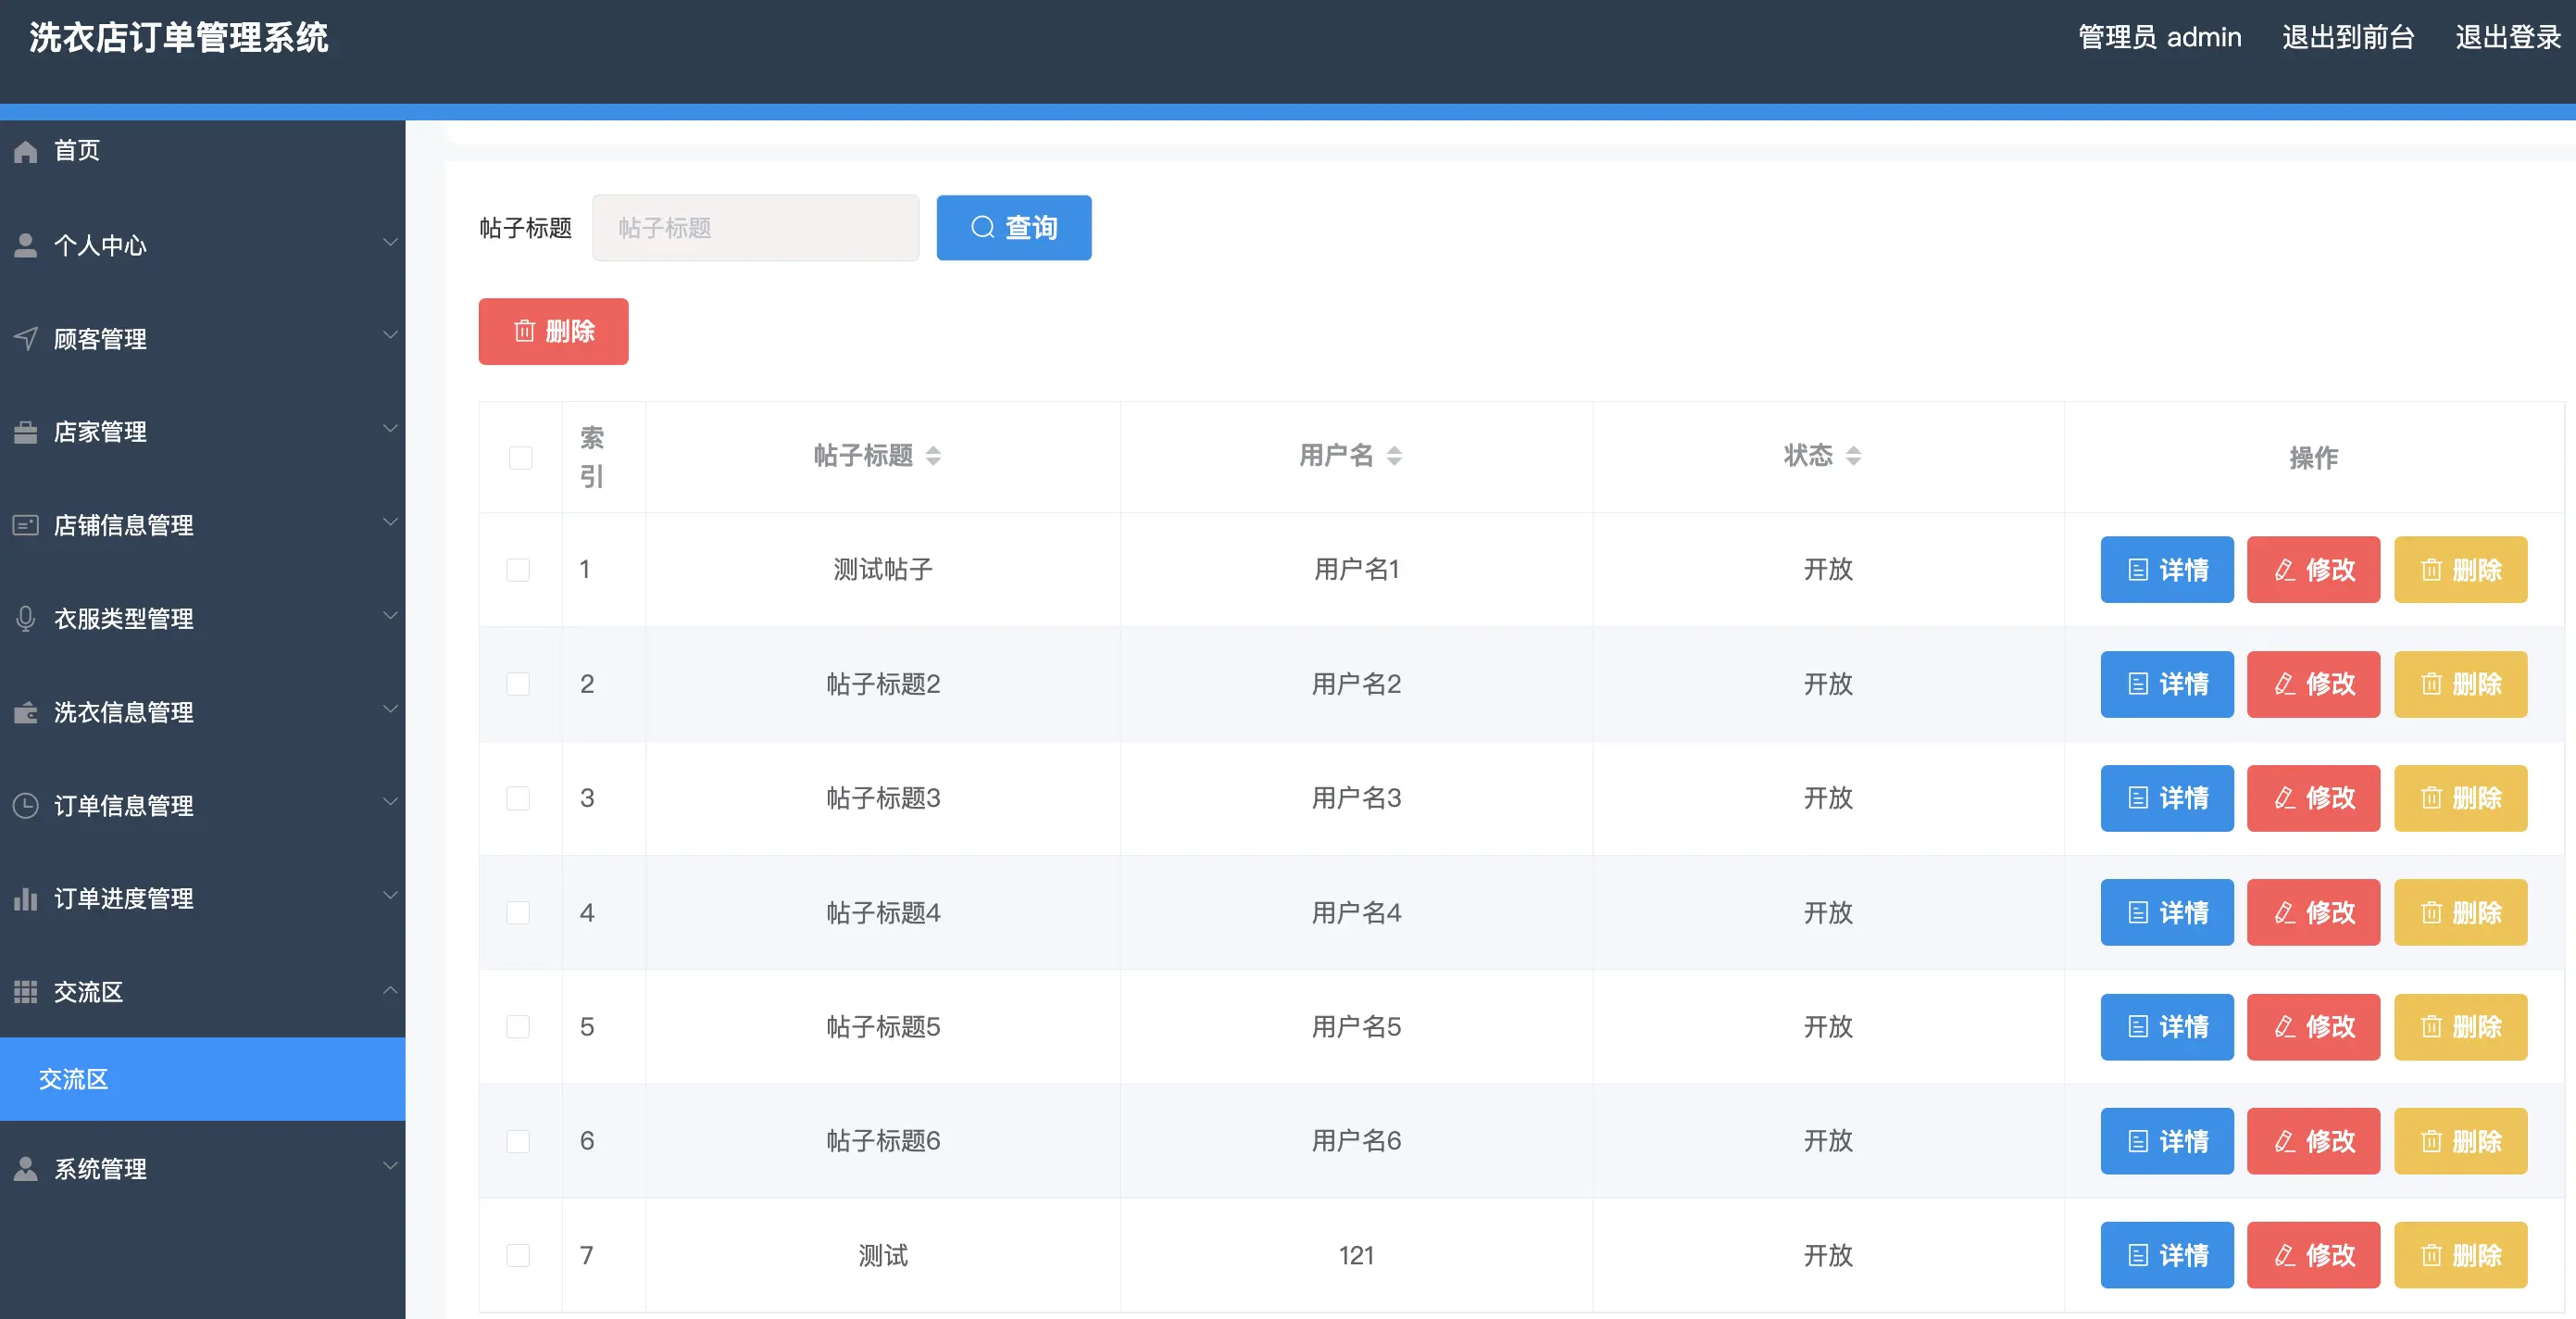 洗衣店订单管理系统
管理员 admin 退出到前台 退出登录
首页
个人中心
顾客管理
店家管理
店铺信息管理
衣服类型管理
洗衣信息管理
订单信息管理
订单进度管理
交流区
交流区
系统管理
帖子标题 帖子标题 查询
删除
索引 帖子标题 用户名 状态 操作
1 测试帖子 用户名1 开放 详情 修改 删除
2 帖子标题2 用户名2 开放 详情 修改 删除
3 帖子标题3 用户名3 开放 详情 修改 删除
4 帖子标题4 用户名4 开放 详情 修改 删除
5 帖子标题5 用户名5 开放 详情 修改 删除
6 帖子标题6 用户名6 开放 详情 修改 删除
7 测试 121 开放 详情 修改 删除